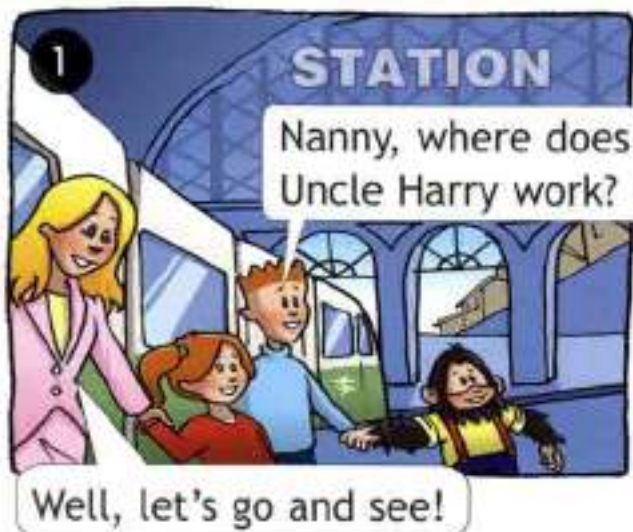 1
STATION
Nanny, where does
Uncle Harry work?
Well, let's go and see!